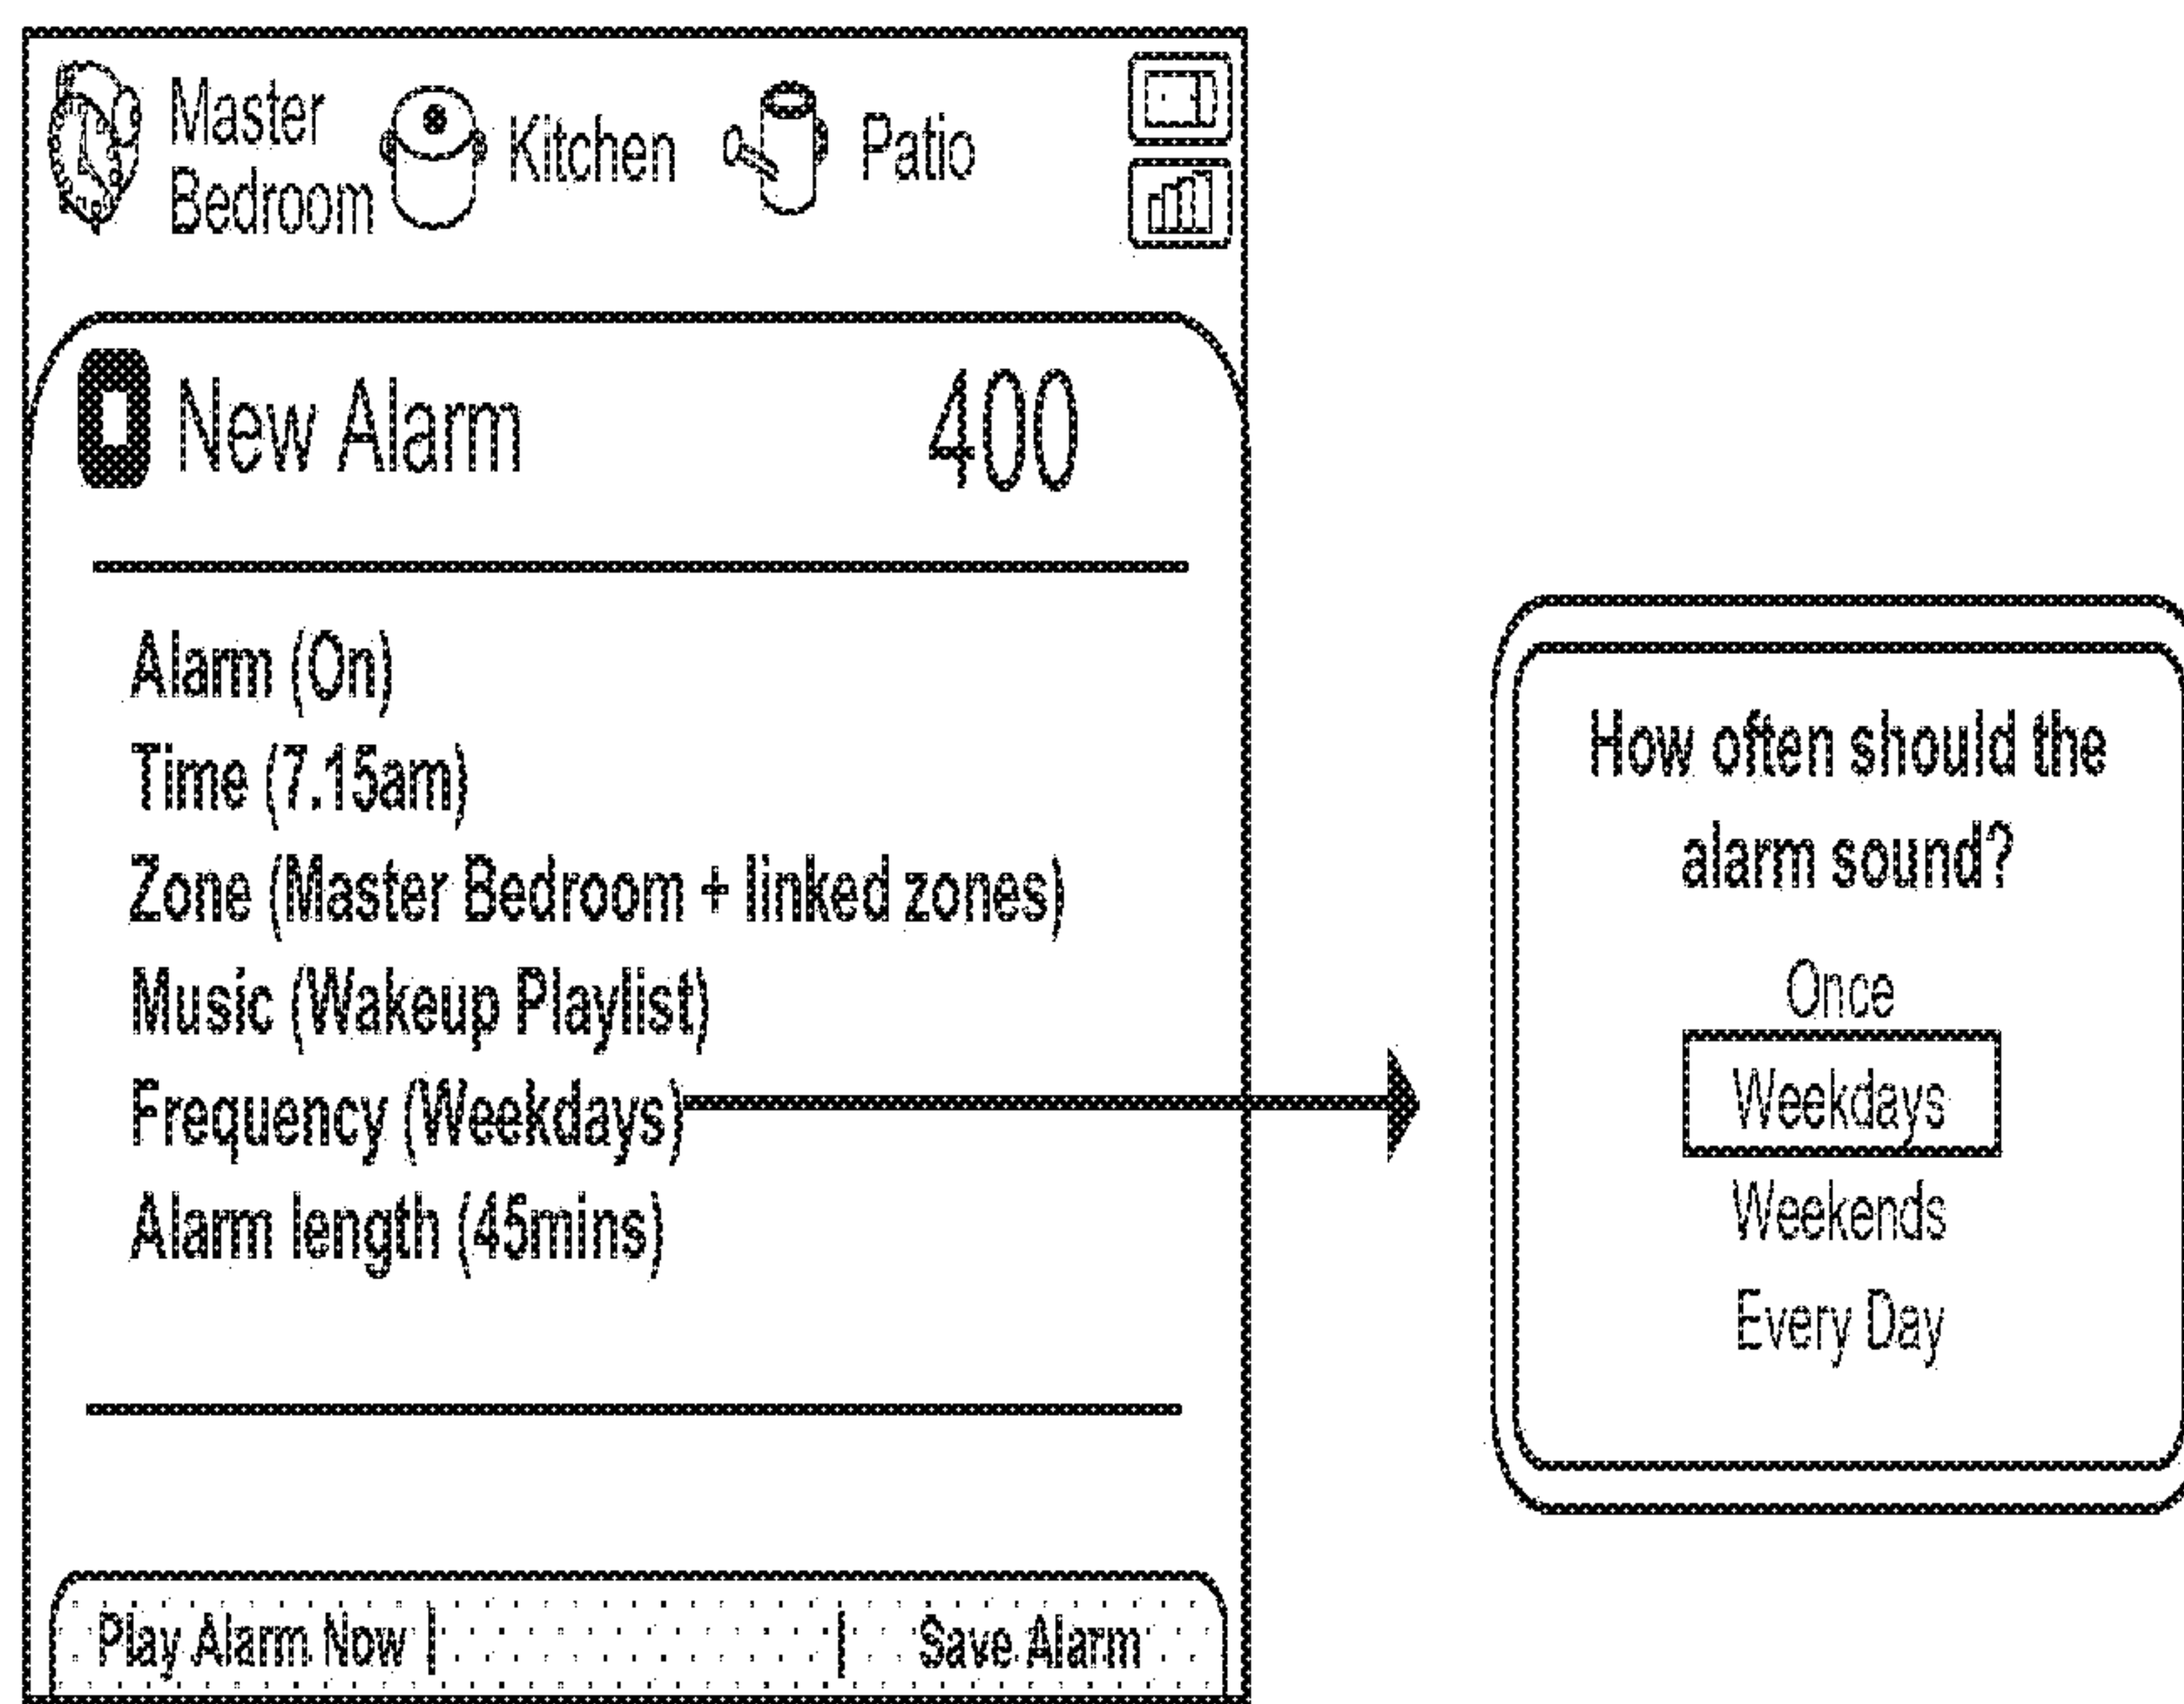 Master
Bedroom
Kitchen
Patio
New Alarm
400
Alarm (On)
Time (7.15am)
Zone (Master Bedroom + linked zones)
Music (Wakeup Playlist)
Frequency (Weekdays)
Alarm length (45mins)
Play Alarm Now
Save Alarm
How often should the
alarm sound?
Once
Weekdays
Weekends
Every Day